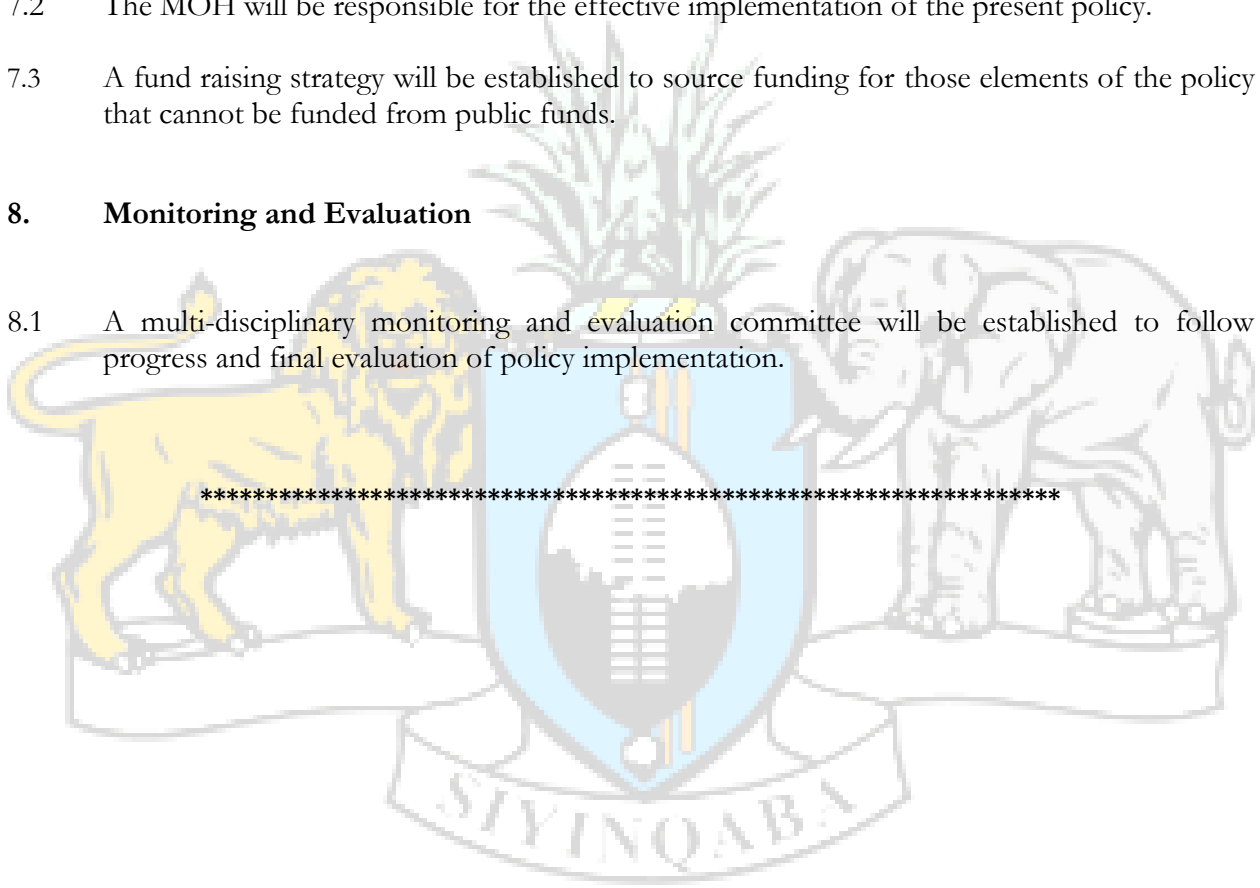 7.2 The MOH will be responsible for the effective implementation of the present policy.
7.3 A fund raising strategy will be established to source funding for those elements of the policy
that cannot be funded from public funds.
8. Monitoring and Evaluation
8.1 A multi-disciplinary monitoring and evaluation committee will be established to follow
progress and final evaluation of policy implementation.
******************************************************************
SIYINQABA